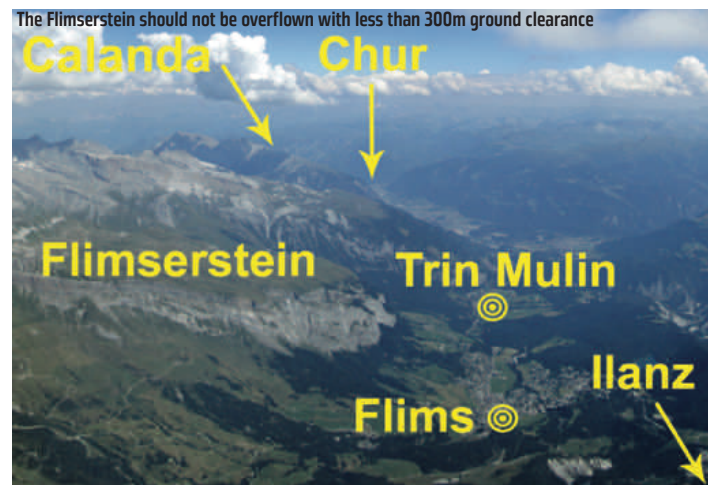 The Flimserstein should not be overflown with less than 300m ground clearance
Calanda
Chur
Flimserstein
Trin Mulin
Ilanz
Flims